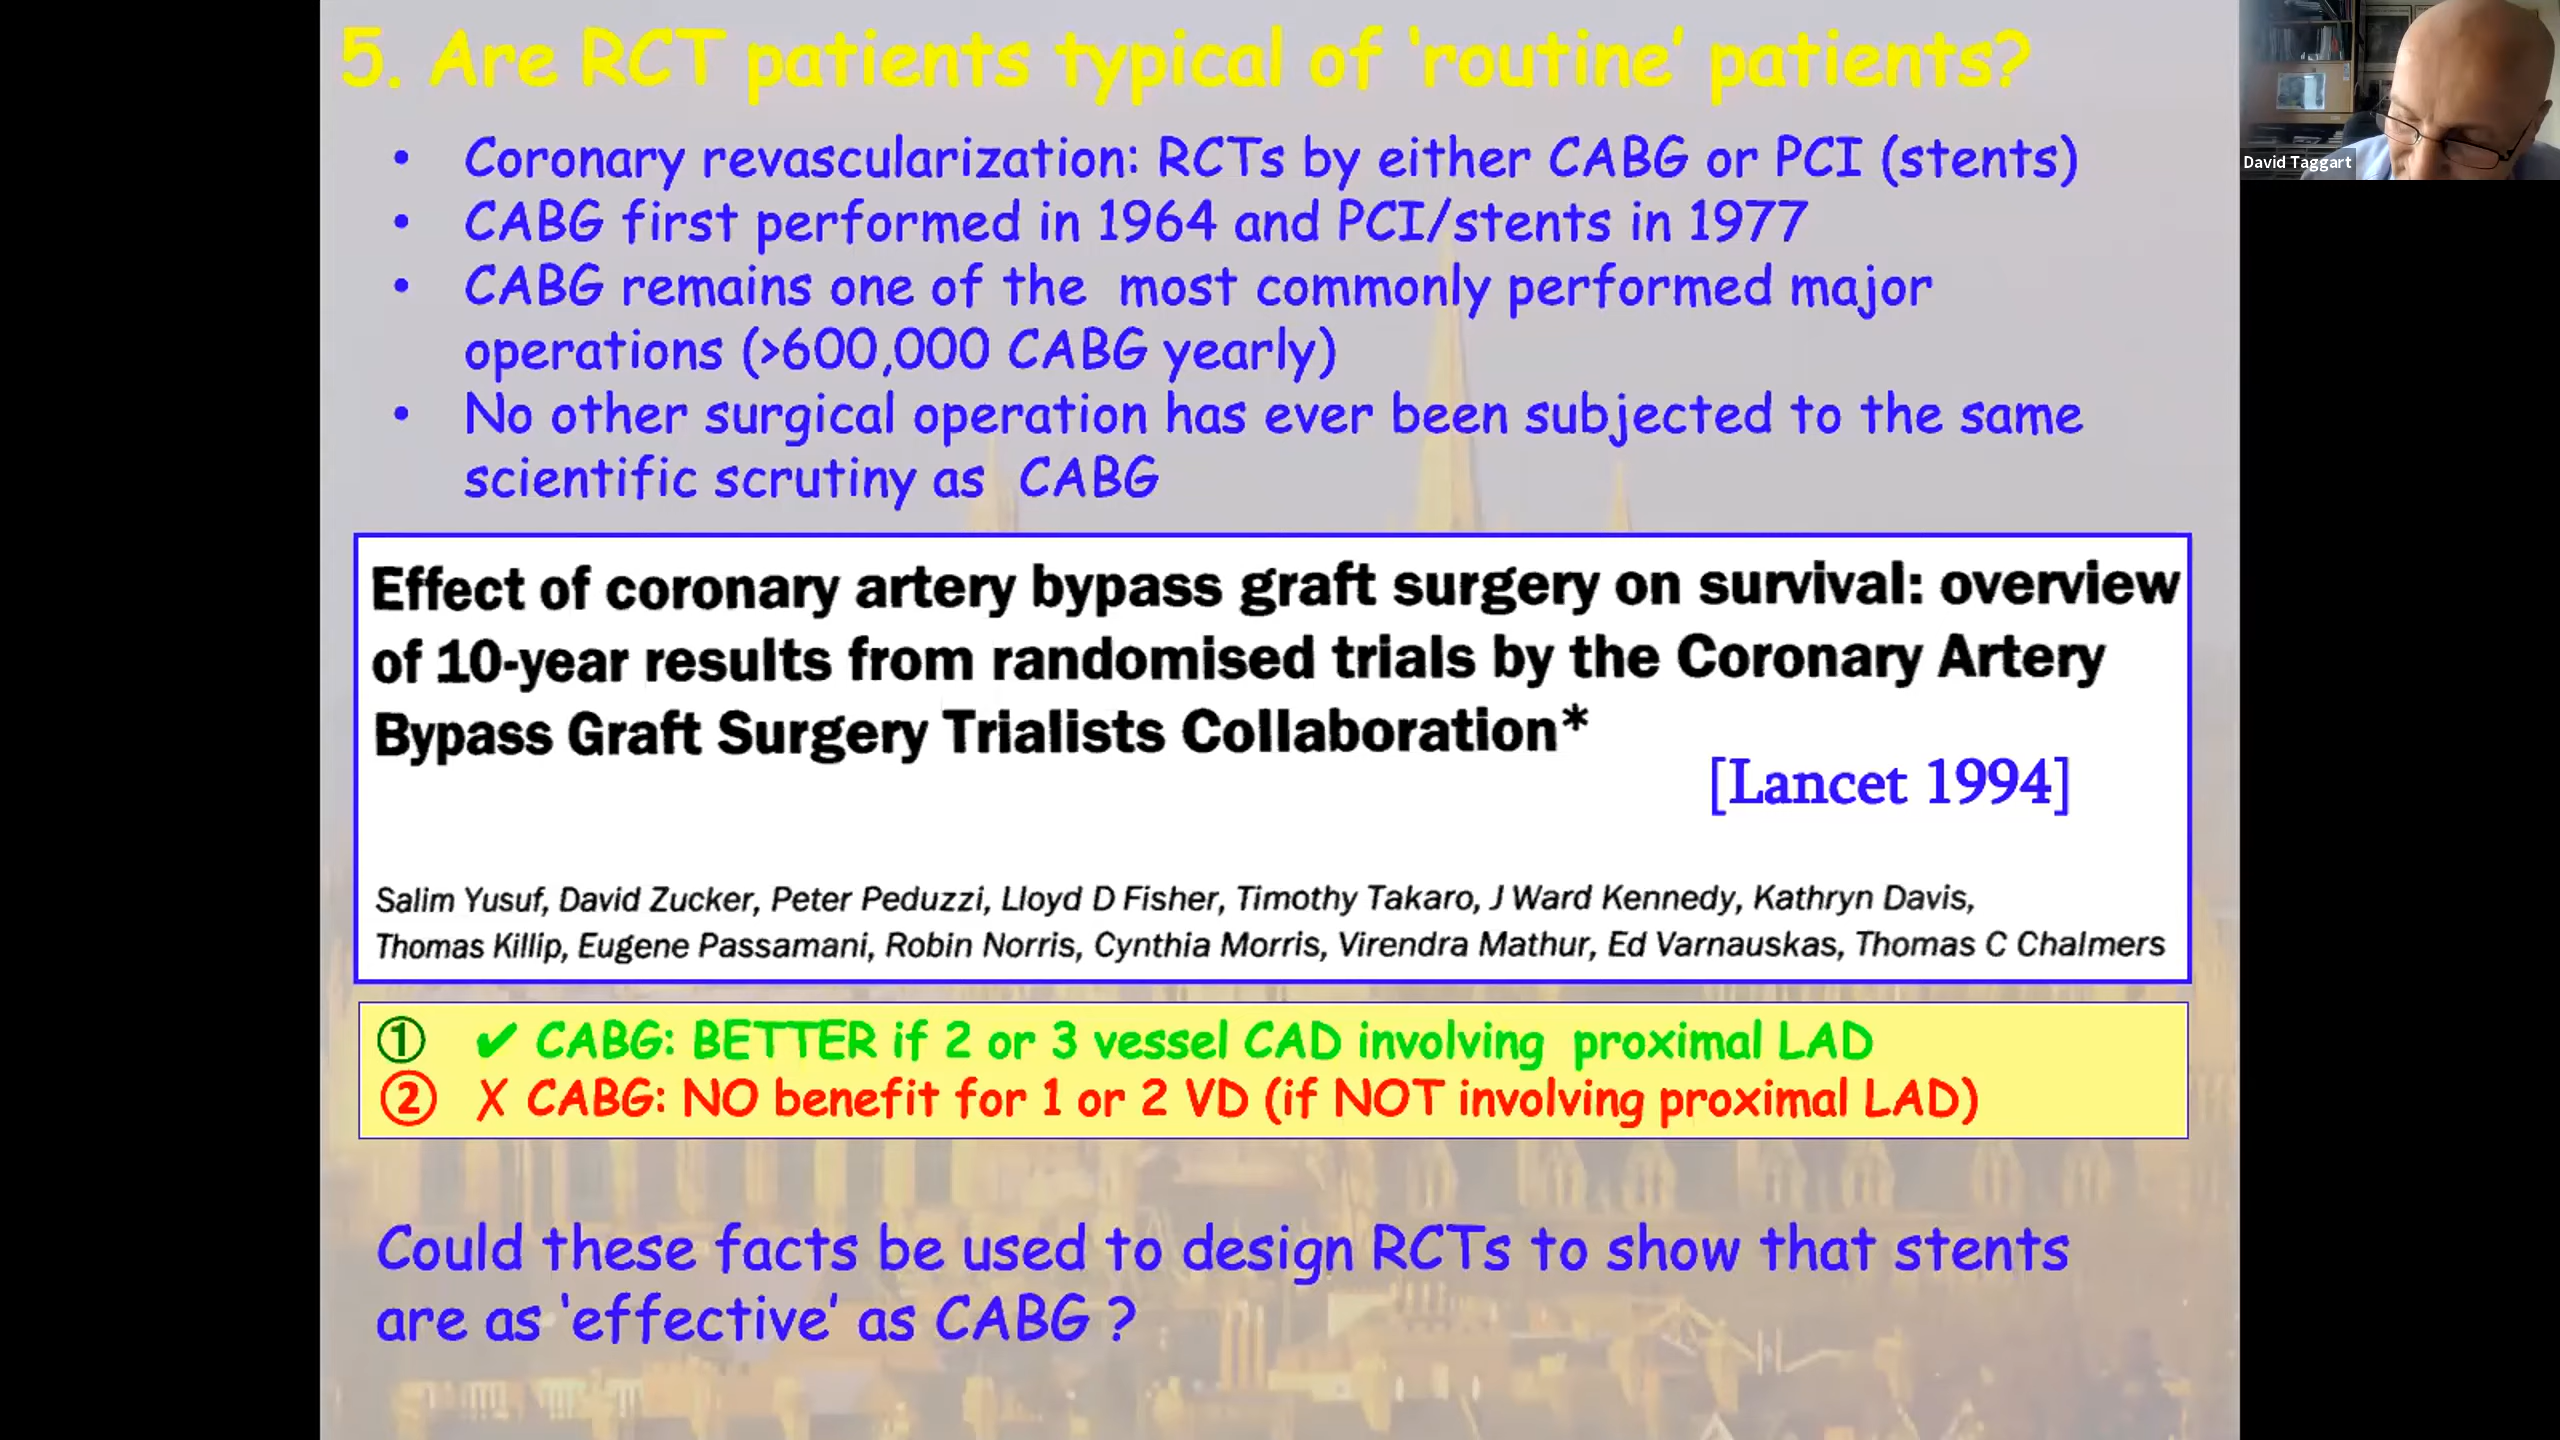 5. Are RCT patients typical of ‘routine’ patients?
David Taggart
• Coronary revascularization: RCTs by either CABG or PCI (stents)
• CABG first performed in 1964 and PCI/stents in 1977
• CABG remains one of the most commonly performed major
operations (>600,000 CABG yearly)
• No other surgical operation has ever been subjected to the same
scientific scrutiny as CABG
Effect of coronary artery bypass graft surgery on survival: overview
of 10-year results from randomised trials by the Coronary Artery
Bypass Graft Surgery Trialists Collaboration*
[Lancet 1994]
Salim Yusuf, David Zucker, Peter Peduzzi, Lloyd D Fisher, Timothy Takaro, J Ward Kennedy, Kathryn Davis,
Thomas Killip, Eugene Passamani, Robin Norris, Cynthia Morris, Virendra Mathur, Ed Varnauskas, Thomas C Chalmers
① ✔ CABG: BETTER if 2 or 3 vessel CAD involving proximal LAD
② ✗ CABG: NO benefit for 1 or 2 VD (if NOT involving proximal LAD)
Could these facts be used to design RCTs to show that stents
are as ‘effective’ as CABG ?